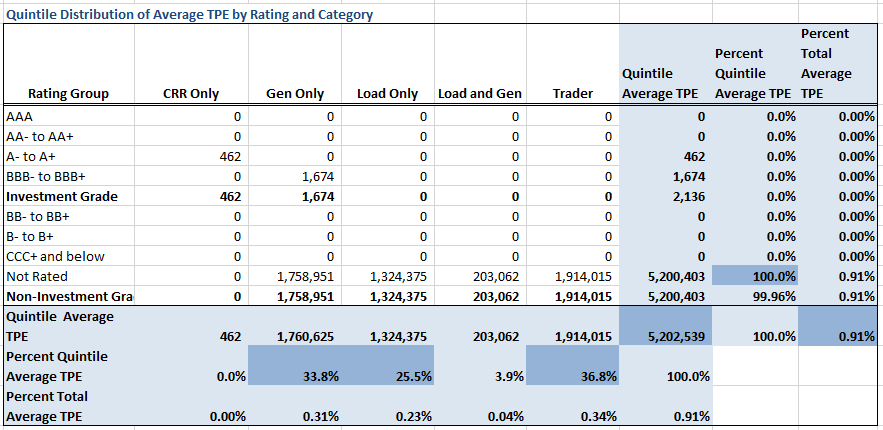 Quintile Distribution of Average TPE by Rating and Category
Percent
Percent Total
Quintile Quintile Average
Rating Group CRR Only Gen Only Load Only Load and Gen Trader Average TPE Average TPE TPE
AAA 0 0 0 0 0 0 0.0% 0.00%
AA- to AA+ 0 0 0 0 0 0 0.0% 0.00%
A- to A+ 462 0 0 0 0 462 0.0% 0.00%
BBB- to BBB+ 0 1,674 0 0 0 1,674 0.0% 0.00%
Investment Grade 462 1,674 0 0 0 2,136 0.0% 0.00%
BB- to BB+ 0 0 0 0 0 0 0.0% 0.00%
B- to B+ 0 0 0 0 0 0 0.0% 0.00%
CCC+ and below 0 0 0 0 0 0 0.0% 0.00%
Not Rated 0 1,758,951 1,324,375 203,062 1,914,015 5,200,403 100.0% 0.91%
Non-Investment Gra 0 1,758,951 1,324,375 203,062 1,914,015 5,200,403 99.96% 0.91%
Quintile Average
TPE 462 1,760,625 1,324,375 203,062 1,914,015 5,202,539 100.0% 0.91%
Percent Quintile
Average TPE 0.0% 33.8% 25.5% 3.9% 36.8% 100.0%
Percent Total
Average TPE 0.00% 0.31% 0.23% 0.04% 0.34% 0.91%